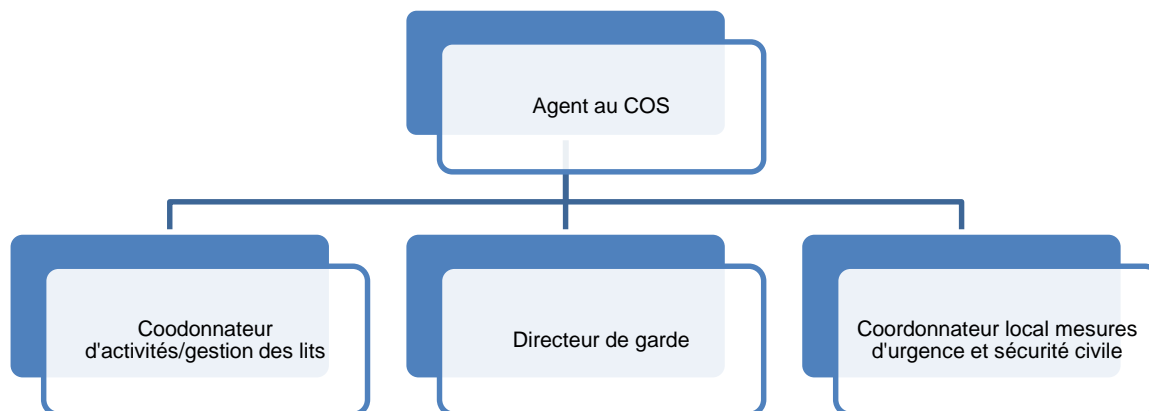 Agent au COS
Coodonnateur
d'activités/gestion des lits
Directeur de garde
Coordonnateur local mesures
d'urgence et sécurité civile